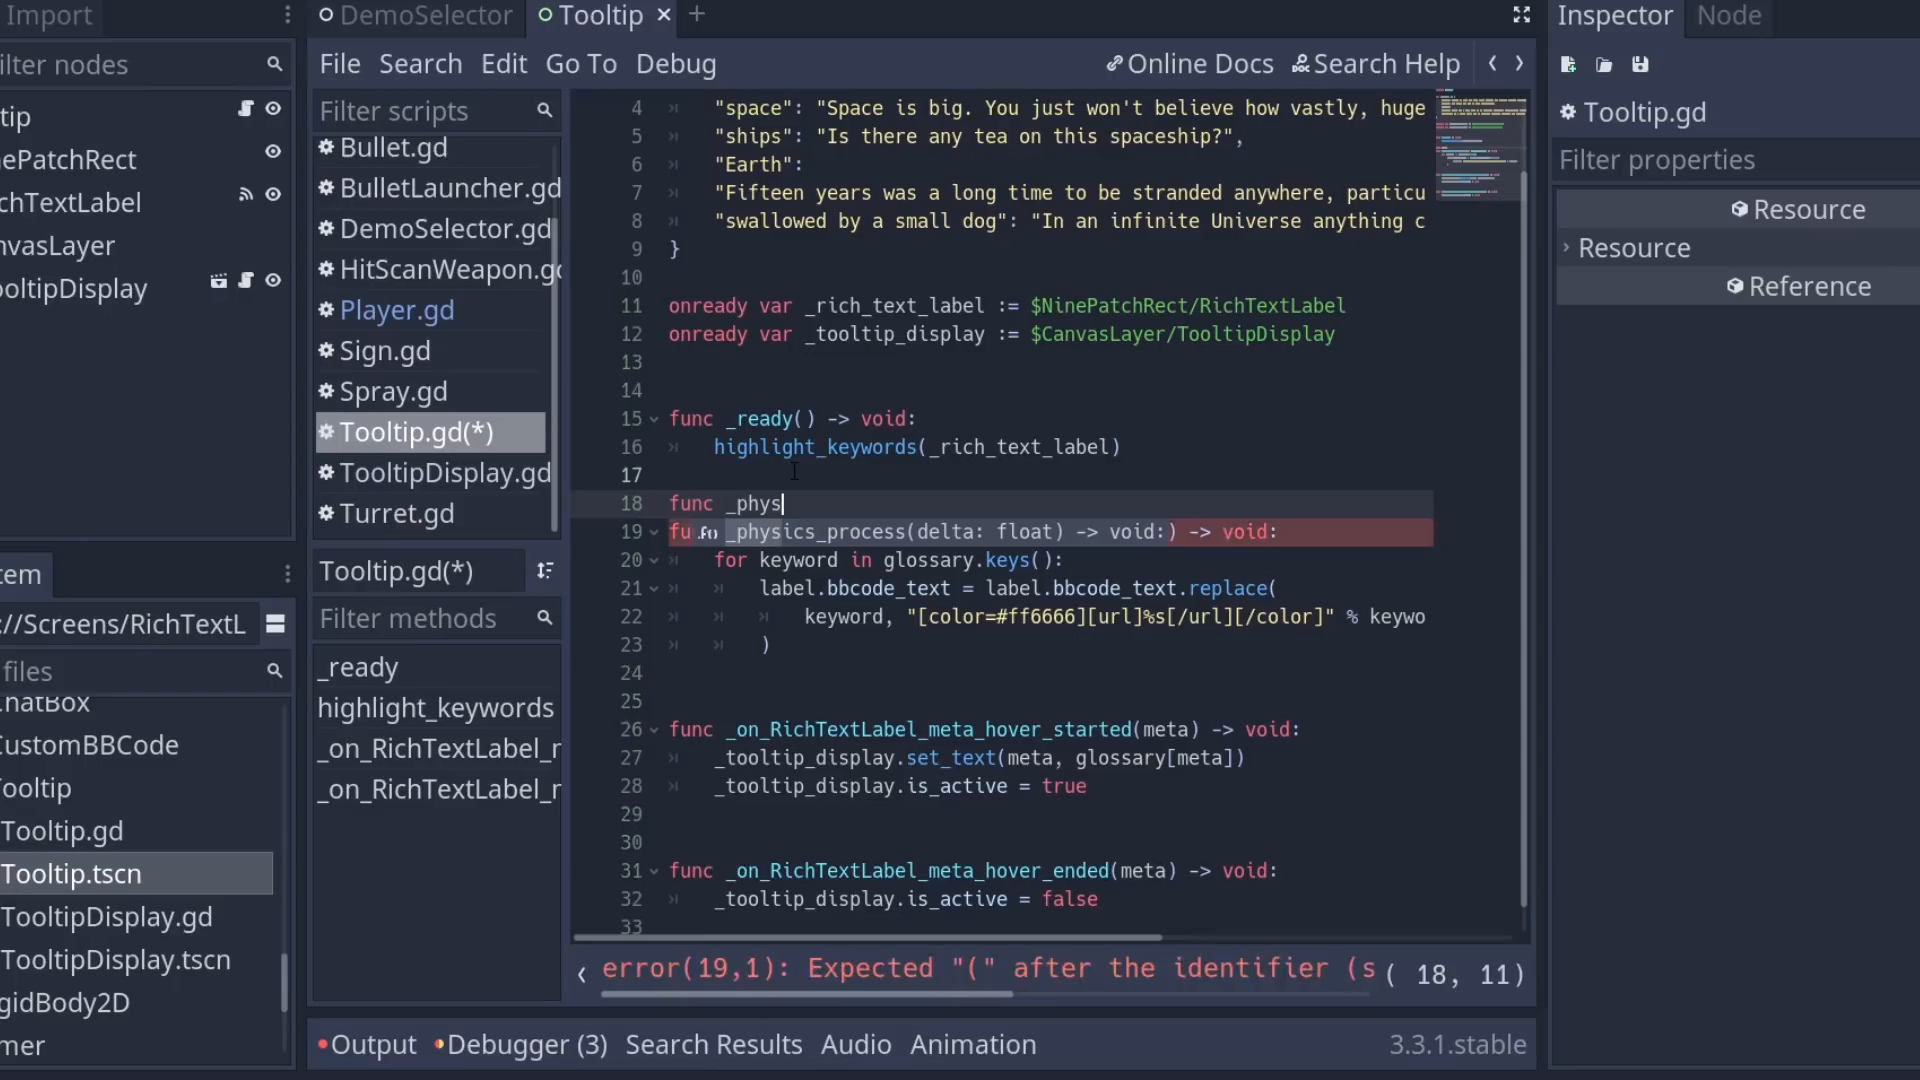 Import
DemoSelector
Tooltip
Inspector
Node
ilter nodes
File Search Edit Go To Debug
Online Docs
Search Help
tip
ePatchRect
chTextLabel
nvasLayer
ooltipDisplay
Filter scripts
Bullet.gd
BulletLauncher.gd
DemoSelector.gd
HitScanWeapon.gd
Player.gd
Sign.gd
Spray.gd
Tooltip.gd(*)
TooltipDisplay.gd
Turret.gd
4 "space": "Space is big. You just won't believe how vastly, huge
5 "ships": "Is there any tea on this spaceship?",
6 "Earth":
7 "Fifteen years was a long time to be stranded anywhere, particu
8 "swallowed by a small dog": "In an infinite Universe anything c
9 }
10
11 onready var _rich_text_label := $NinePatchRect/RichTextLabel
12 onready var _tooltip_display := $CanvasLayer/TooltipDisplay
13
14
15 func _ready() -> void:
16 highlight_keywords(_rich_text_label)
17
18 func _phys
19 fu _physics_process(delta: float) -> void:) -> void:
20 for keyword in glossary.keys():
21 label.bbcode_text = label.bbcode_text.replace(
22 keyword, "[color=#ff6666][url]%s[/url][/color]" % keywo
23 )
24
25
26 func _on_RichTextLabel_meta_hover_started(meta) -> void:
27 _tooltip_display.set_text(meta, glossary[meta])
28 _tooltip_display.is_active = true
29
30
31 func _on_RichTextLabel_meta_hover_ended(meta) -> void:
32 _tooltip_display.is_active = false
33
error(19,1): Expected "(" after the identifier (s
( 18, 11)
Tooltip.gd(*)
Filter methods
_ready
highlight_keywords
_on_RichTextLabel_r
_on_RichTextLabel_r
tem
://Screens/RichTextL
files
ChatBox
CustomBBCode
Tooltip
Tooltip.gd
Tooltip.tscn
TooltipDisplay.gd
TooltipDisplay.tscn
gidBody2D
mer
Output
Debugger (3)
Search Results
Audio
Animation
3.3.1.stable
Tooltip.gd
Filter properties
Resource
Resource
Reference